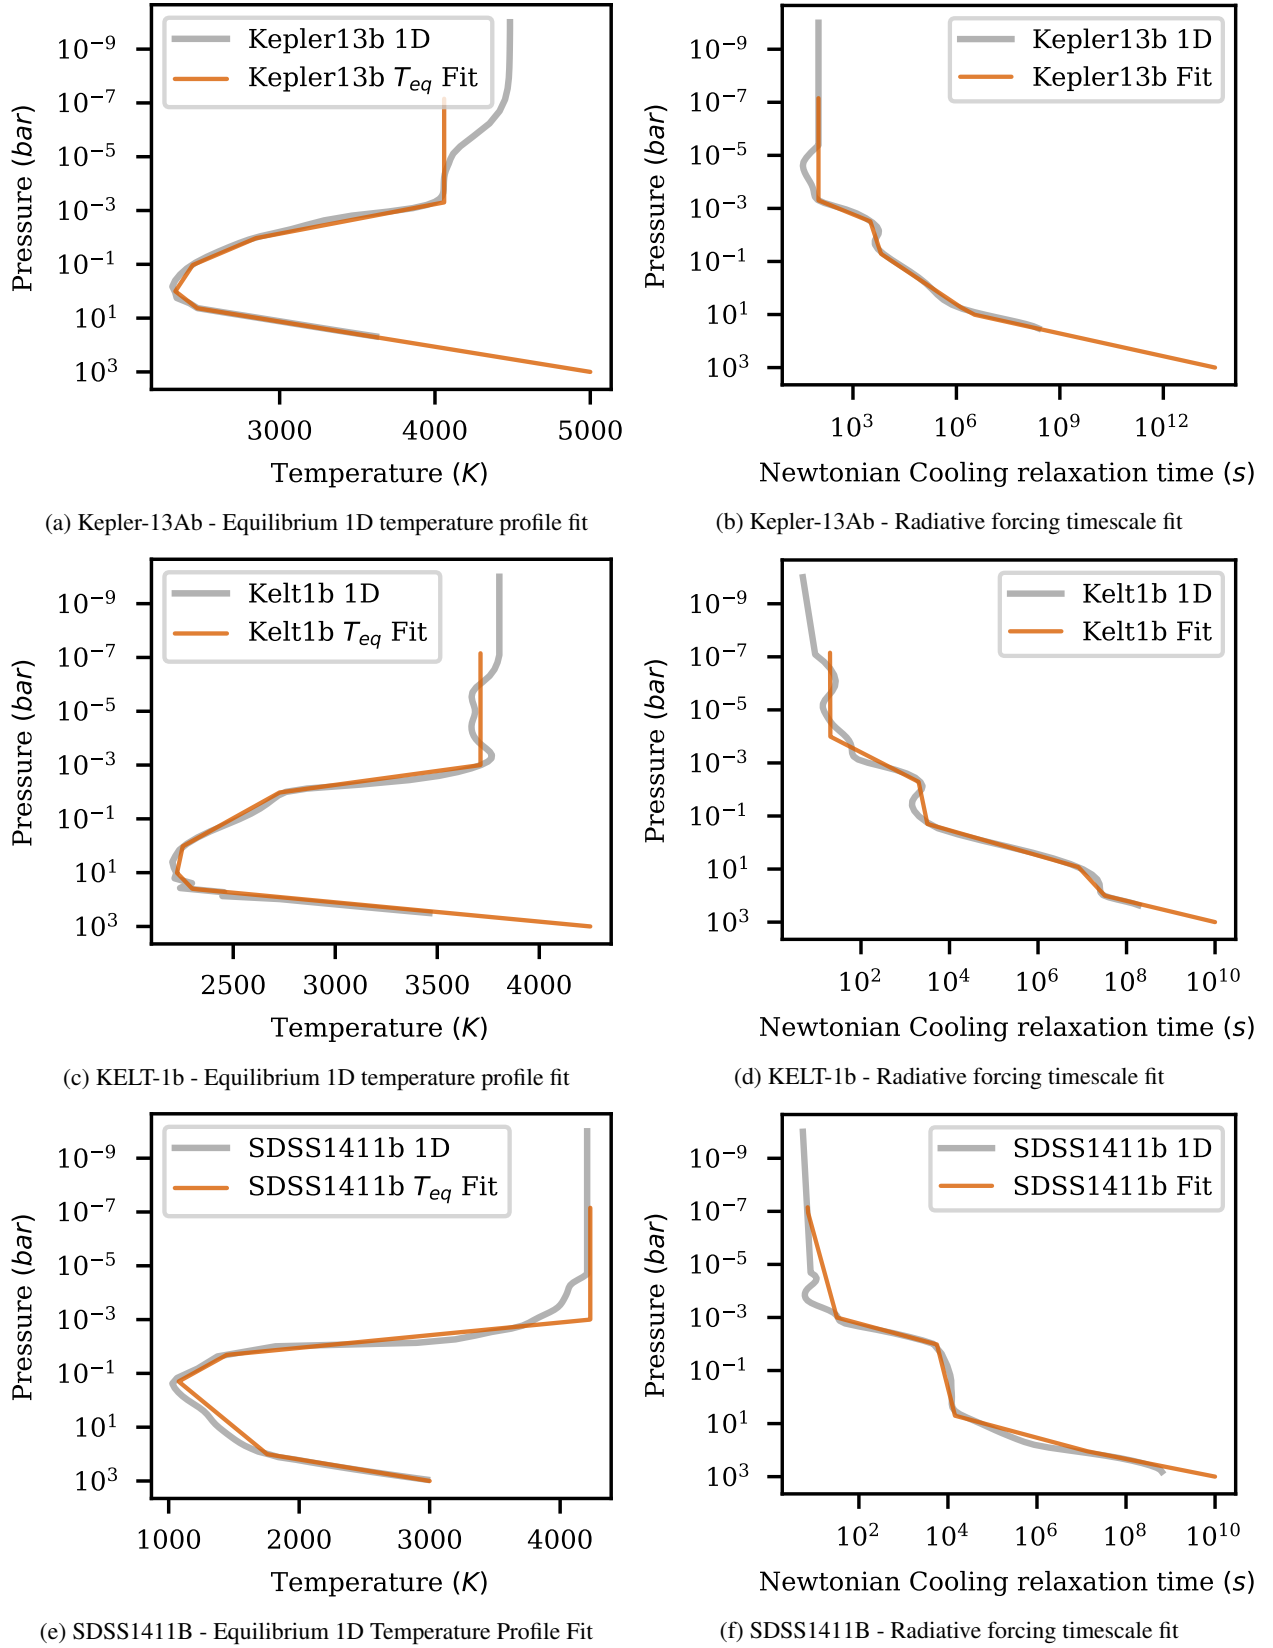 Kepler13b 1D
Kepler13b T_eq Fit
10^-9
10^-7
10^-5
10^-3
10^-1
10^1
10^3
Pressure (bar)
3000 4000 5000
Temperature (K)
(a) Kepler-13Ab - Equilibrium 1D temperature profile fit
Kepler13b 1D
Kepler13b Fit
10^-9
10^-7
10^-5
10^-3
10^-1
10^1
10^3
Pressure (bar)
10^3 10^6 10^9 10^12
Newtonian Cooling relaxation time (s)
(b) Kepler-13Ab - Radiative forcing timescale fit
Kelt1b 1D
Kelt1b T_eq Fit
10^-9
10^-7
10^-5
10^-3
10^-1
10^1
10^3
Pressure (bar)
2500 3000 3500 4000
Temperature (K)
(c) KELT-1b - Equilibrium 1D temperature profile fit
Kelt1b 1D
Kelt1b Fit
10^-9
10^-7
10^-5
10^-3
10^-1
10^1
10^3
Pressure (bar)
10^2 10^4 10^6 10^8 10^10
Newtonian Cooling relaxation time (s)
(d) KELT-1b - Radiative forcing timescale fit
SDSS1411b 1D
SDSS1411b T_eq Fit
10^-9
10^-7
10^-5
10^-3
10^-1
10^1
10^3
Pressure (bar)
1000 2000 3000 4000
Temperature (K)
(e) SDSS1411B - Equilibrium 1D Temperature Profile Fit
SDSS1411b 1D
SDSS1411b Fit
10^-9
10^-7
10^-5
10^-3
10^-1
10^1
10^3
Pressure (bar)
10^2 10^4 10^6 10^8 10^10
Newtonian Cooling relaxation time (s)
(f) SDSS1411B - Radiative forcing timescale fit